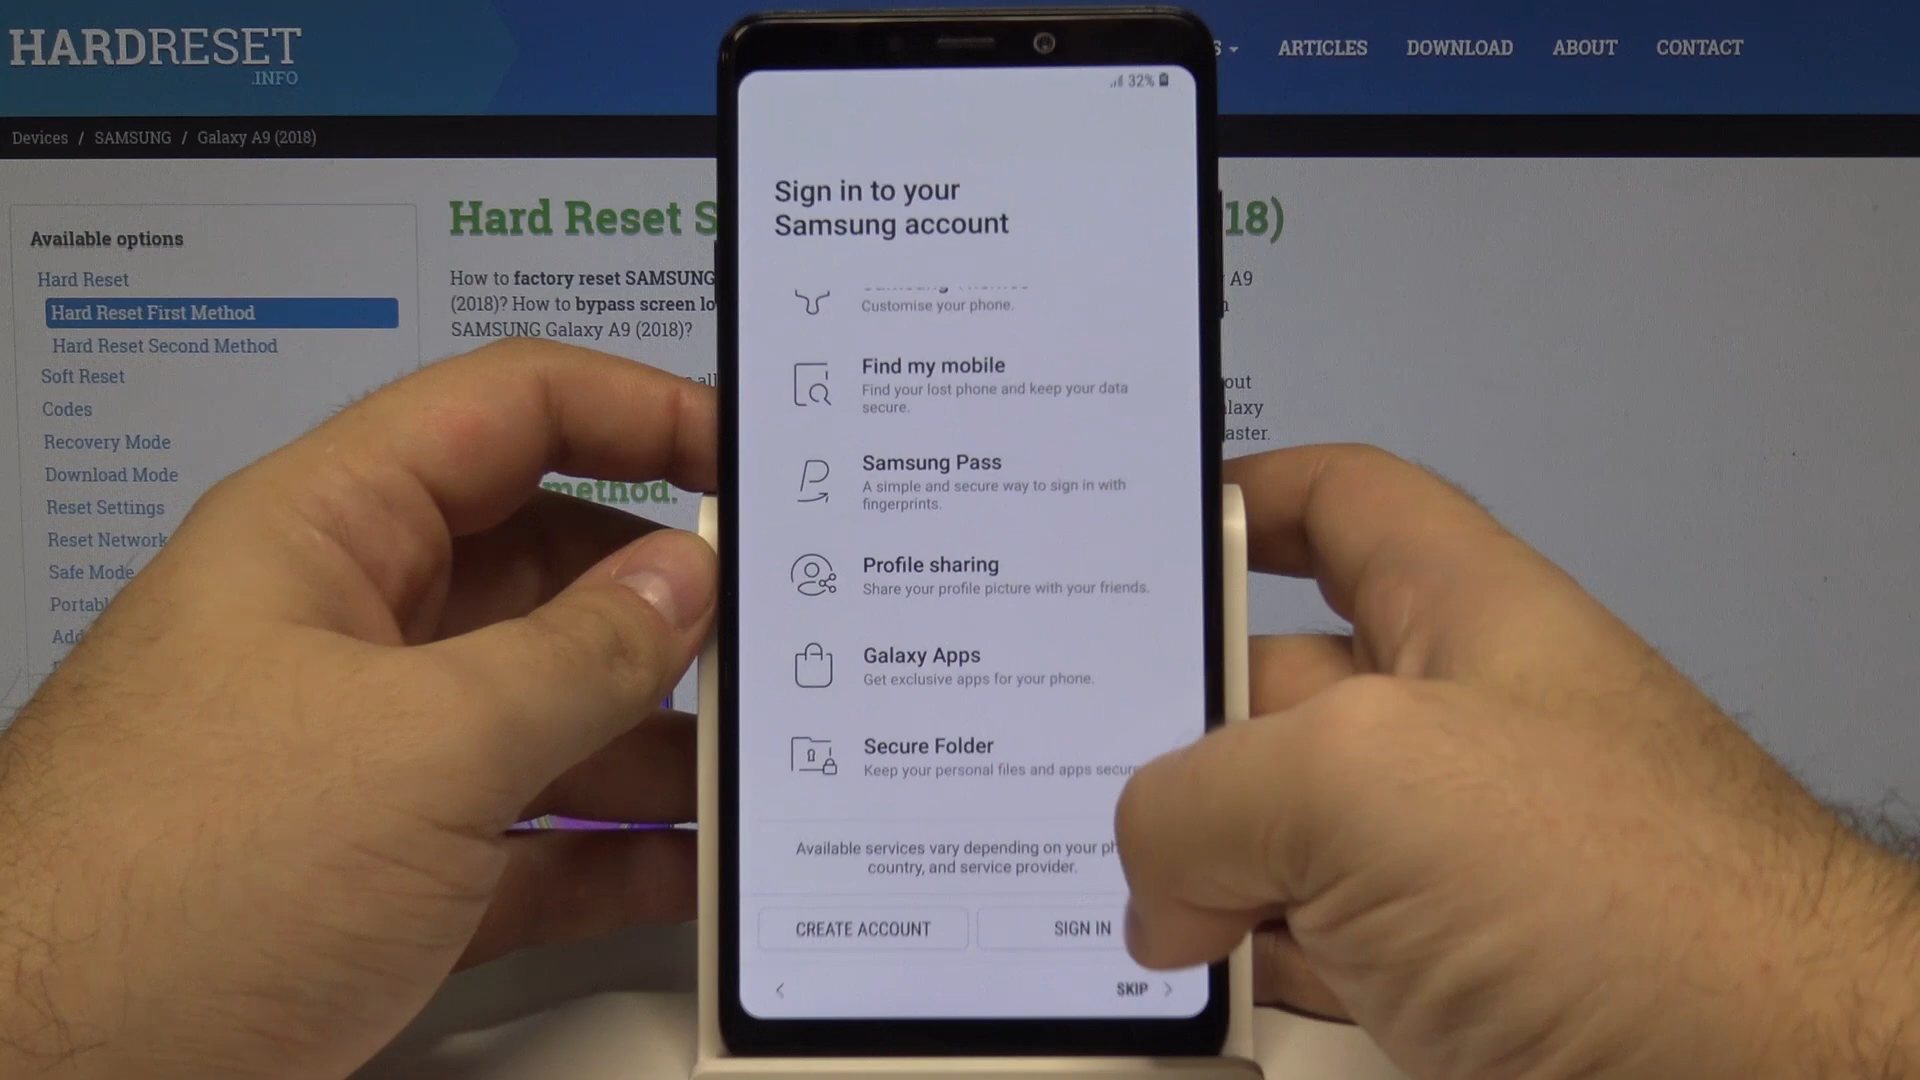 HARDRESET
.INFO
ARTICLES
DOWNLOAD
ABOUT
CONTACT
Devices / SAMSUNG / Galaxy A9 (2018)
Available options
Hard Reset
Hard Reset First Method
Hard Reset Second Method
Soft Reset
Codes
Recovery Mode
Download Mode
Reset Settings
Reset Network
Safe Mode
Hard Reset S
18)
How to factory reset SAMSUNG
A9
(2018)? How to bypass screen lo
SAMSUNG Galaxy A9 (2018)?
out
laxy
aster.
method.
32%
Sign in to your
Samsung account
Customise your phone.
Find my mobile
Find your lost phone and keep your data
secure.
Samsung Pass
A simple and secure way to sign in with
fingerprints.
Profile sharing
Share your profile picture with your friends.
Galaxy Apps
Get exclusive apps for your phone.
Secure Folder
Keep your personal files and apps secure
Available services vary depending on your ph
country, and service provider.
CREATE ACCOUNT
SIGN IN
< SKIP >